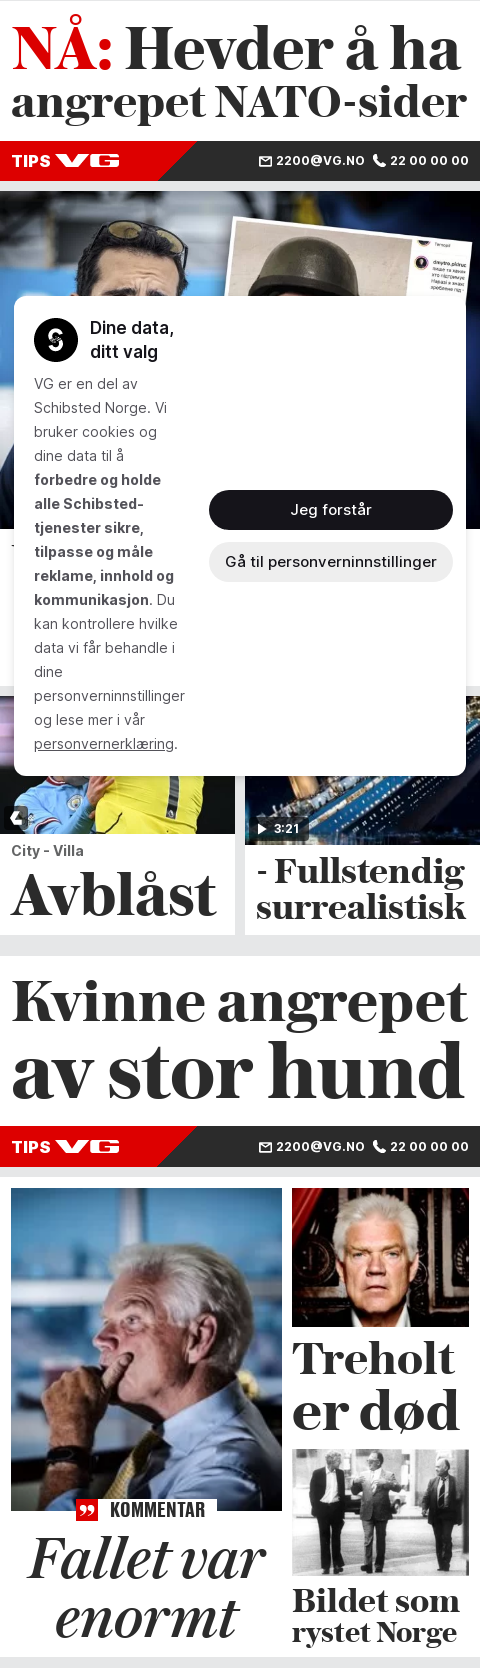 NÅ: Hevder å ha
angrepet NATO-sider
TIPS VG
2200@VG.NO 22 00 00 00
Dine data,
ditt valg
VG er en del av
Schibsted Norge. Vi
bruker cookies og
dine data til å
forbedre og holde
alle Schibsted-
tjenester sikre,
tilpasse og måle
reklame, innhold og
kommunikasjon. Du
kan kontrollere hvilke
data vi får behandle i
dine
personverninnstillinger
og lese mer i vår
personvernerklæring.
Jeg forstår
Gå til personverninnstillinger
City - Villa
Avblåst
3:21
- Fullstendig
surrealistisk
Kvinne angrepet
av stor hund
TIPS VG
2200@VG.NO 22 00 00 00
KOMMENTAR
Fallet var
enormt
Treholt
er død
Bildet som
rystet Norge